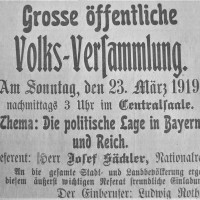 Grosse öffentliche
Volks-Versammlung.
Am Sonntag, den 23. März 1919
nachmittags 3 Uhr im Centralsaale.
Thema: Die politische Lage in Bayern
und Reich.
Referent: Herr Josef Sächler, Nationalra
An die gesamte Stadt- und Landbevölkerung erg
diesem äußerst wichtigen Referat freundliche Einladun
Der Einberufer: Ludwig Roth